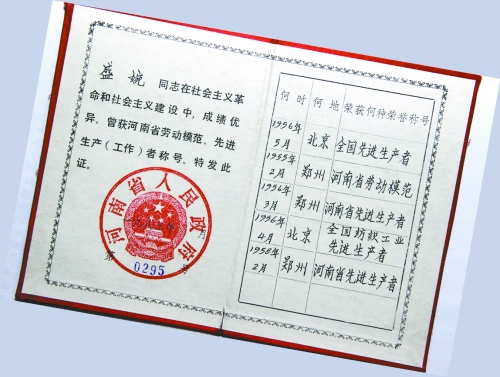 盛婉 同志在社会主义革
命和社会主义建设中,成绩优
异,曾获河南省劳动模范、先进
生产(工作)者称号,特发此
证。
河南省人民政府
第 0295 号
何时 何地 荣获何种荣誉称号
1956年5月 北京 全国先进生产者
1955年2月 郑州 河南省劳动模范
1956年3月 郑州 河南省先进生产者
1956年4月 北京 全国纺织工业
先进生产者
1958年2月 郑州 河南省先进生产者